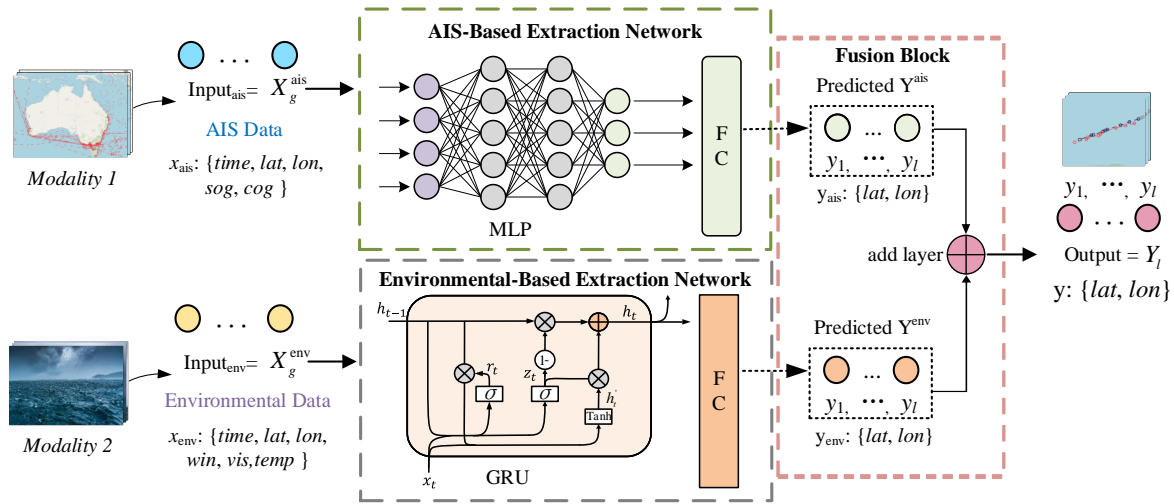 Input_ais= X_g^ais
AIS Data
x_ais: {time, lat, lon,
sog, cog }
Modality 1
AIS-Based Extraction Network
MLP
F
C
Input_env= X_g^env
Environmental Data
x_env: {time, lat, lon,
win, vis,temp }
Modality 2
Environmental-Based Extraction Network
h_{t-1}
h_t
1-
r_t
z_t
σ
σ
Tanh
x_t
GRU
F
C
Fusion Block
Predicted Y^ais
...
y_1, ..., y_l
y_ais: {lat, lon}
add layer
Predicted Y^env
...
y_1, ..., y_l
y_env: {lat, lon}
y_1, ..., y_l
Output = Y_l
y: {lat, lon}